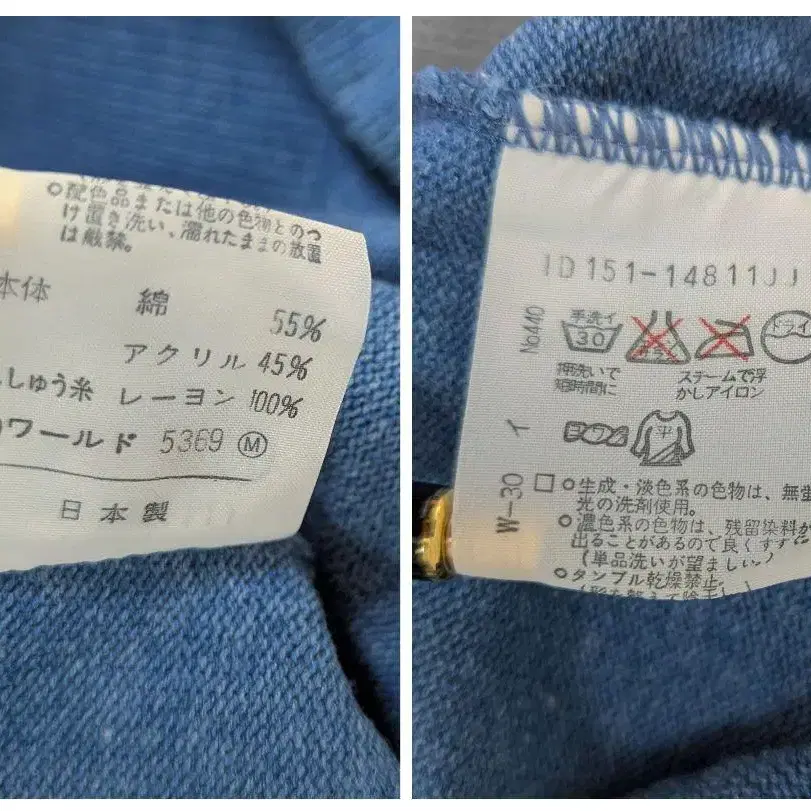 ○配色品または他の色物とのつ
け置き洗い、濡れたままの放置
は厳禁。
本体 綿 55%
アクリル 45%
しゅう糸 レーヨン 100%
ワールド 5369 Ⓜ
日本製
ID151-14811JJ
No440
手洗イ
30
ドライ
押洗いで
短時間に
スチームで浮
かしアイロン
イ
平
W-30
□○生成・淡色系の色物は、無蛍
光の洗剤使用。
○濃色系の色物は、残留染料が
出ることがあるので良くすすぐ
(単品洗いが望ましい。)
○タンブル乾燥禁止。